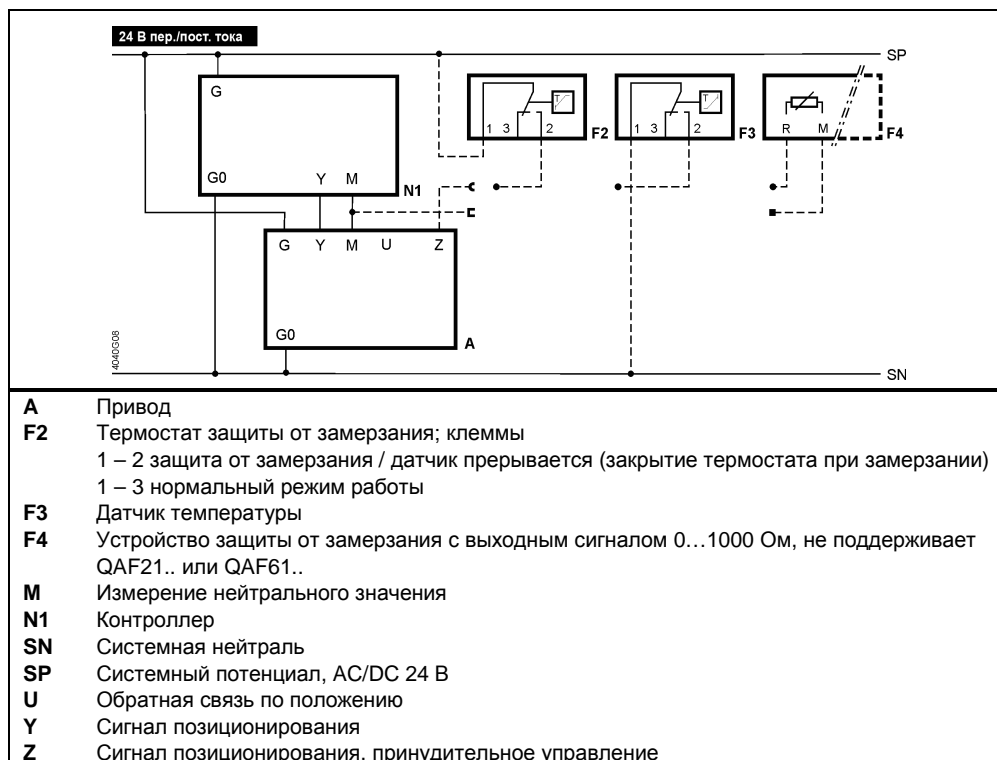 24 В пер./пост. тока
SP
G
1 3 2
F2
1 3 2
F3
R M
F4
G0 Y M
N1
G Y M U Z
G0
A
4040G08
SN
A Привод
F2 Термостат защиты от замерзания; клеммы
1 – 2 защита от замерзания / датчик прерывается (закрытие термостата при замерзании)
1 – 3 нормальный режим работы
F3 Датчик температуры
F4 Устройство защиты от замерзания с выходным сигналом 0…1000 Ом, не поддерживает
QAF21.. или QAF61..
M Измерение нейтрального значения
N1 Контроллер
SN Системная нейтраль
SP Системный потенциал, AC/DC 24 В
U Обратная связь по положению
Y Сигнал позиционирования
Z Сигнал позиционирования, принудительное управление